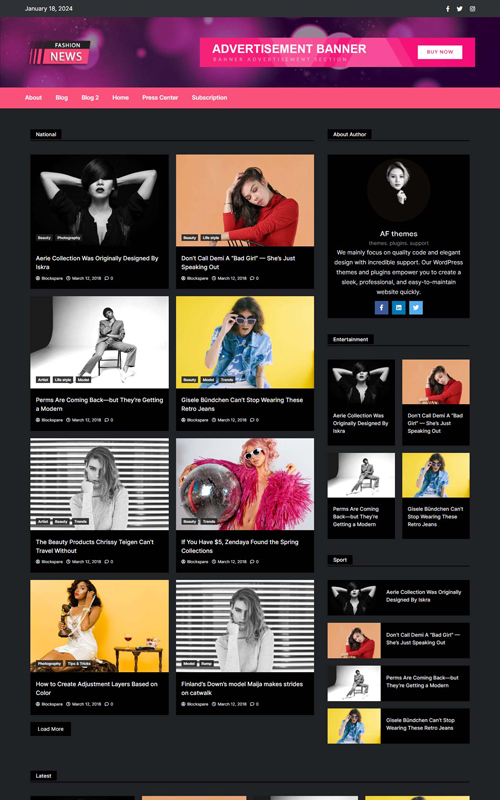 January 18, 2024
FASHION
NEWS
ADVERTISEMENT BANNER
BANNER ADVERTISEMENT SECTION
BUY NOW
About Blog Blog 2 Home Press Center Subscription
National
Beauty Photography
Aerie Collection Was Originally Designed By
Iskra
Blockspare March 12, 2018 0
Beauty Life style
Don't Call Demi A "Bad Girl" — She's Just
Speaking Out
Blockspare March 12, 2018 0
Artist Life style Model
Perms Are Coming Back—but They're Getting
a Modern
Blockspare March 12, 2018 0
Beauty Model Trends
Gisele Bündchen Can't Stop Wearing These
Retro Jeans
Blockspare March 12, 2018 0
Artist Beauty Trends
The Beauty Products Chrissy Teigen Can't
Travel Without
Blockspare March 12, 2018 0
Beauty Trends
If You Have $5, Zendaya Found the Spring
Collections
Blockspare March 12, 2018 0
Photography Tips & Tricks
How to Create Adjustment Layers Based on
Color
Blockspare March 12, 2018 0
Model Ramp
Finland's Down's model Maija makes strides
on catwalk
Blockspare March 12, 2018 0
Load More
About Author
AF themes
themes. plugins. support
We mainly focus on quality code and elegant
design with incredible support. Our WordPress
themes and plugins empower you to create a
sleek, professional, and easy-to-maintain
website quickly.
Entertainment
Aerie Collection Was
Originally Designed By
Iskra
Don't Call Demi A "Bad
Girl" — She's Just
Speaking Out
Perms Are Coming
Back—but They're
Getting a Modern
Gisele Bündchen Can't
Stop Wearing These
Retro Jeans
Sport
Aerie Collection Was Originally
Designed By Iskra
Don't Call Demi A "Bad Girl" —
She's Just Speaking Out
Perms Are Coming Back—but
They're Getting a Modern
Gisele Bündchen Can't Stop
Wearing These Retro Jeans
Latest